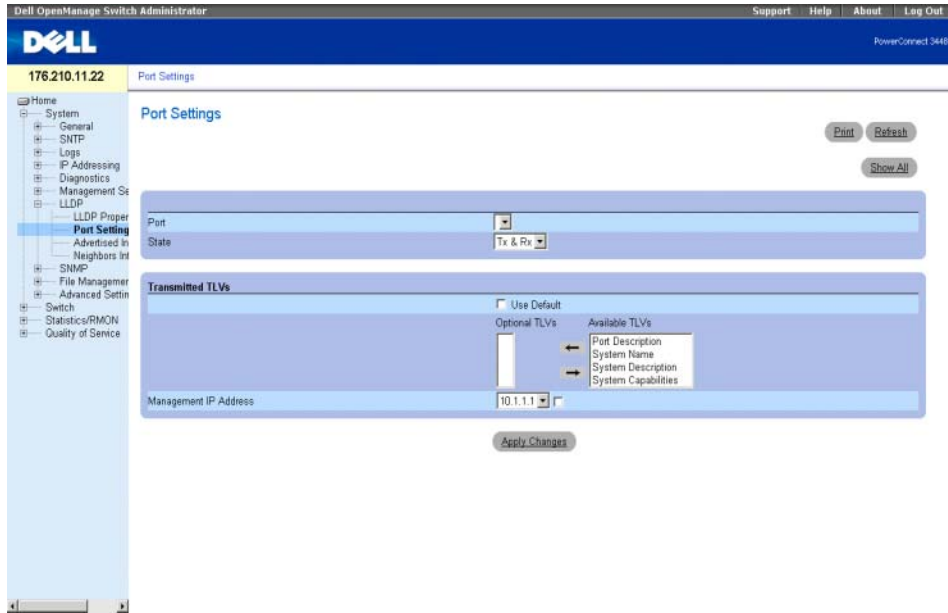 Dell OpenManage Switch Administrator
Support Help About Log Out
DELL
PowerConnect 3448
176.210.11.22
Port Settings
Home
System
General
SNTP
Logs
IP Addressing
Diagnostics
Management Se
LLDP
LLDP Proper
Port Setting
Advertised In
Neighbors Int
SNMP
File Managemer
Advanced Settin
Switch
Statistics/RMON
Quality of Service
Port Settings
Print Refresh
Show All
Port
State Tx & Rx
Transmitted TLVs
Use Default
Optional TLVs Available TLVs
Port Description
System Name
System Description
System Capabilities
Management IP Address 10.1.1.1
Apply Changes